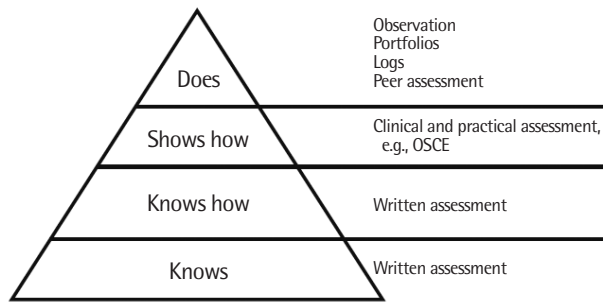 Does
Observation
Portfolios
Logs
Peer assessment
Shows how
Clinical and practical assessment,
e.g., OSCE
Knows how
Written assessment
Knows
Written assessment